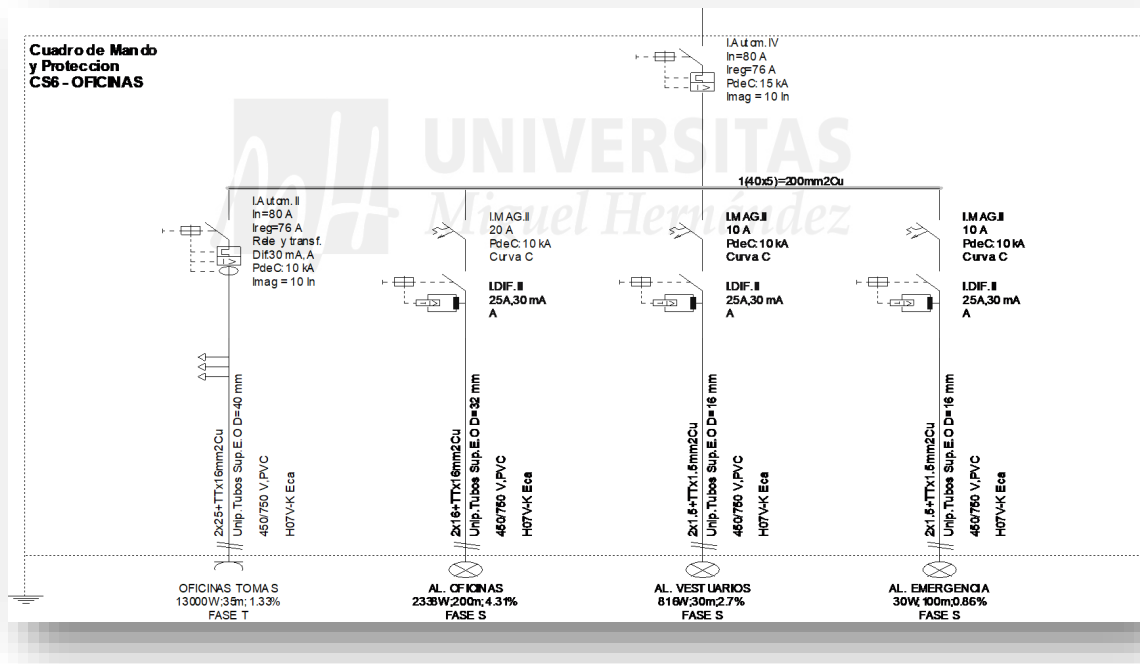 Cuadro de Mando
y Proteccion
CS6 - OFICINAS
I.Autom. IV
In=80 A
Ireg=76 A
PdeC: 15 kA
Imag = 10 In
UNIVERSITAS
Miguel Hernández
1(40x5)=200mm2Cu
I.Autom. II
In=80 A
Ireg=76 A
Rele y transf.
Dif:30 mA, A
PdeC: 10 kA
Imag = 10 In
I.MAG.II
20 A
PdeC: 10 kA
Curva C
I.DIF. II
25A,30 mA
A
I.MAG.II
10 A
PdeC: 10 kA
Curva C
I.DIF. II
25A,30 mA
A
I.MAG.II
10 A
PdeC: 10 kA
Curva C
I.DIF. II
25A,30 mA
A
2x25+TTx16mm2Cu
Unip.Tubos Sup.E.O D=40 mm
450/750 V,PVC
H07V-K Eca
2x16+TTx16mm2Cu
Unip.Tubos Sup.E.O D=32 mm
450/750 V,PVC
H07V-K Eca
2x1.5+TTx1.5mm2Cu
Unip.Tubos Sup.E.O D=16 mm
450/750 V,PVC
H07V-K Eca
2x1.5+TTx1.5mm2Cu
Unip.Tubos Sup.E.O D=16 mm
450/750 V,PVC
H07V-K Eca
OFICINAS TOMAS
13000W;35m; 1.33%
FASE T
AL. OFICINAS
2338W;200m;4.31%
FASE S
AL. VESTUARIOS
816W;30m;2.7%
FASE S
AL. EMERGENCIA
30W;100m;0.86%
FASE S